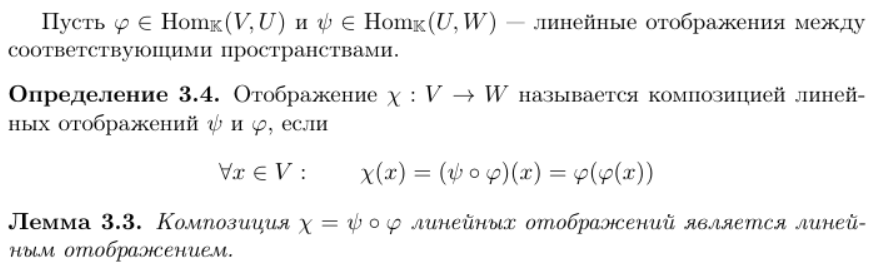 Пусть φ ∈ Hom𝕂(V, U) и ψ ∈ Hom𝕂(U, W) — линейные отображения между
соответствующими пространствами.
Определение 3.4. Отображение χ : V → W называется композицией линей-
ных отображений ψ и φ, если
∀x ∈ V : χ(x) = (ψ ∘ φ)(x) = φ(φ(x))
Лемма 3.3. Композиция χ = ψ ∘ φ линейных отображений является линей-
ным отображением.